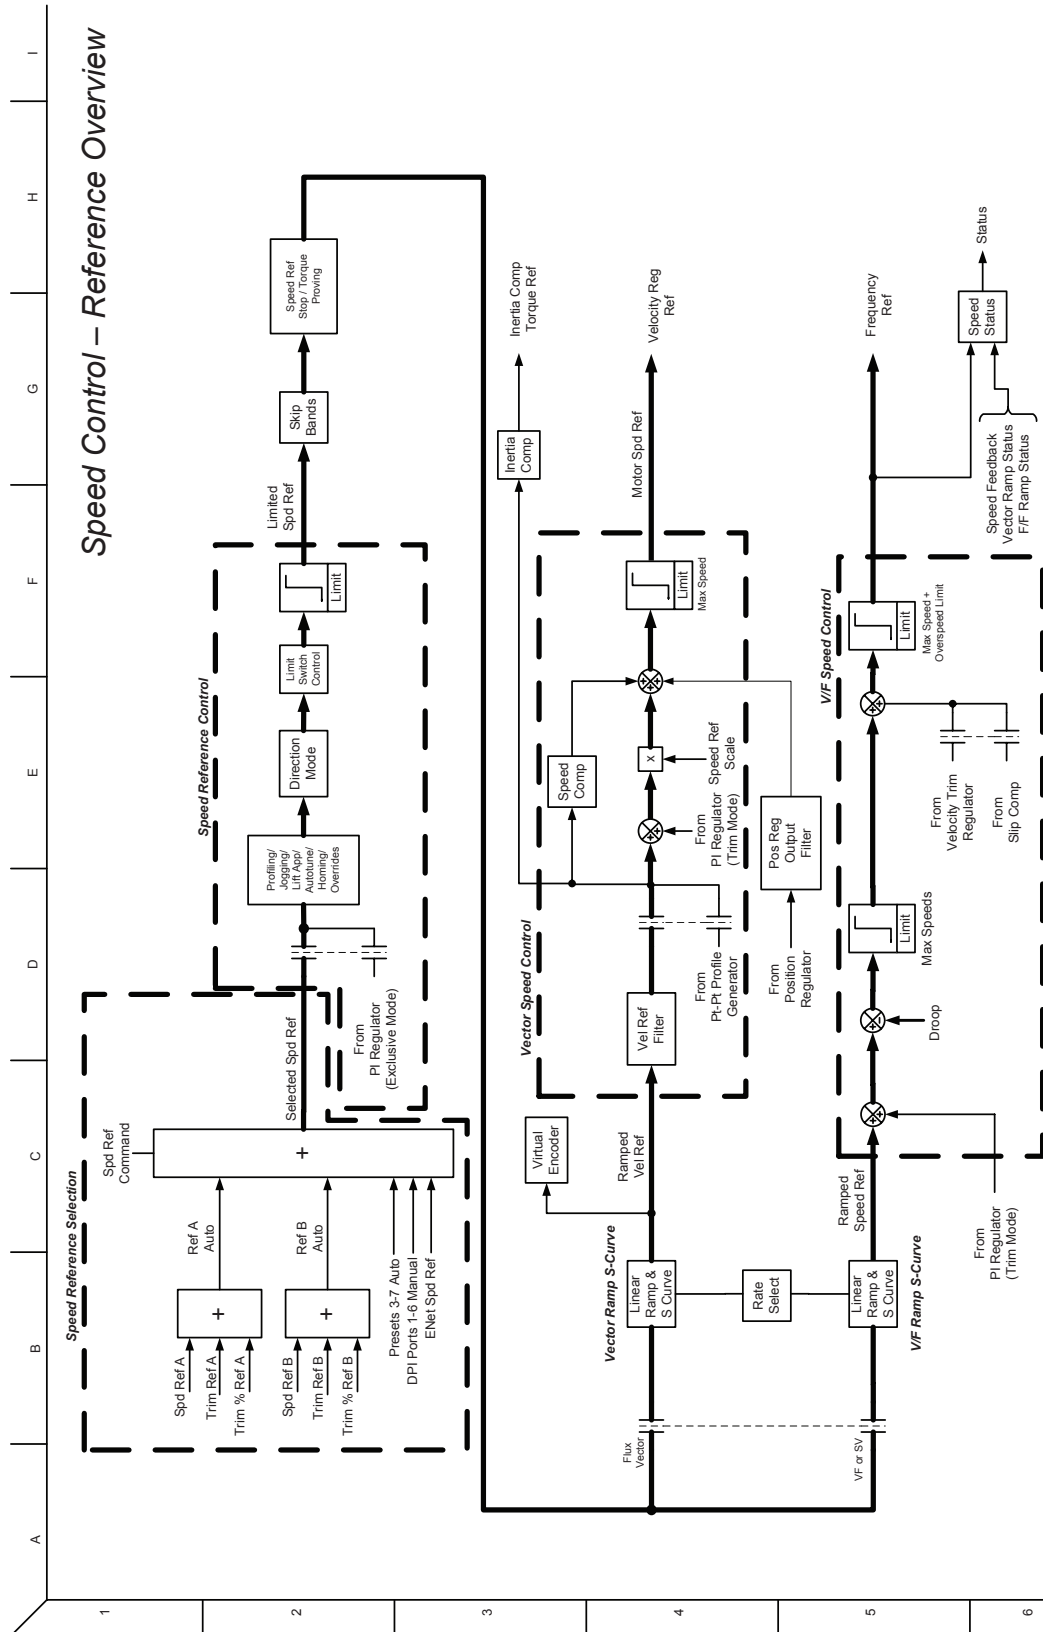 Speed Control – Reference Overview
A
B
C
D
E
F
G
H
I
1
2
3
4
5
6
Speed Reference Selection
Spd Ref A
Trim Ref A
Trim % Ref A
Spd Ref B
Trim Ref B
Trim % Ref B
+
+
Ref A
Auto
Ref B
Auto
Presets 3-7 Auto
DPI Ports 1-6 Manual
ENet Spd Ref
Spd Ref
Command
+
Selected Spd Ref
Speed Reference Control
From
PI Regulator
(Exclusive Mode)
Profiling/
Jogging/
Lift App/
Autotune/
Homing/
Overrides
Direction
Mode
Limit
Switch
Control
Limit
Limited
Spd Ref
Skip
Bands
Speed Ref
Stop / Torque
Proving
Flux
Vector
VF or SV
Vector Ramp S-Curve
Linear
Ramp &
S Curve
Rate
Select
Linear
Ramp &
S Curve
V/F Ramp S-Curve
Virtual
Encoder
Ramped
Vel Ref
Vector Speed Control
Vel Ref
Filter
From
Pt-Pt Profile
Generator
Speed
Comp
+
+
From
PI Regulator
(Trim Mode)
x
Speed Ref
Scale
+
+
+
Limit
Max Speed
Inertia
Comp
Inertia Comp
Torque Ref
Motor Spd Ref
Velocity Reg
Ref
From
Position
Regulator
Pos Reg
Output
Filter
Ramped
Speed Ref
V/F Speed Control
+
+
From
PI Regulator
(Trim Mode)
+
-
Droop
Limit
Max Speeds
From
Velocity Trim
Regulator
From
Slip Comp
+
+
Limit
Max Speed +
Overspeed Limit
Frequency
Ref
Speed Feedback
Vector Ramp Status
F/F Ramp Status
Speed
Status
Status